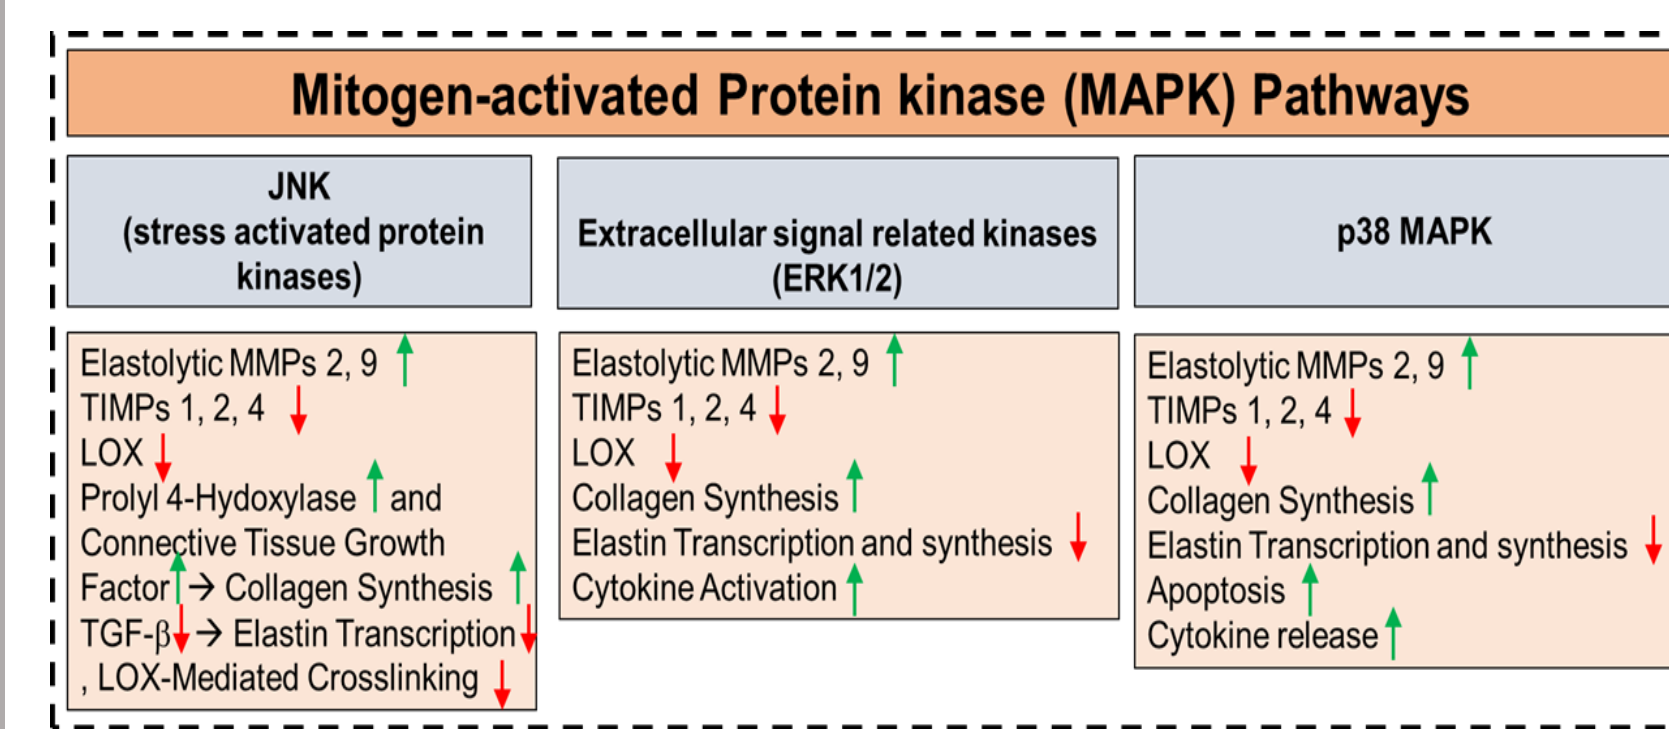 Mitogen-activated Protein kinase (MAPK) Pathways
JNK
(stress activated protein
kinases)
Extracellular signal related kinases
(ERK1/2)
p38 MAPK
Elastolytic MMPs 2, 9
TIMPs 1, 2, 4
LOX
Prolyl 4-Hydoxylase and
Connective Tissue Growth
Factor → Collagen Synthesis
TGF-β → Elastin Transcription
, LOX-Mediated Crosslinking
Elastolytic MMPs 2, 9
TIMPs 1, 2, 4
LOX
Collagen Synthesis
Elastin Transcription and synthesis
Cytokine Activation
Elastolytic MMPs 2, 9
TIMPs 1, 2, 4
LOX
Collagen Synthesis
Elastin Transcription and synthesis
Apoptosis
Cytokine release